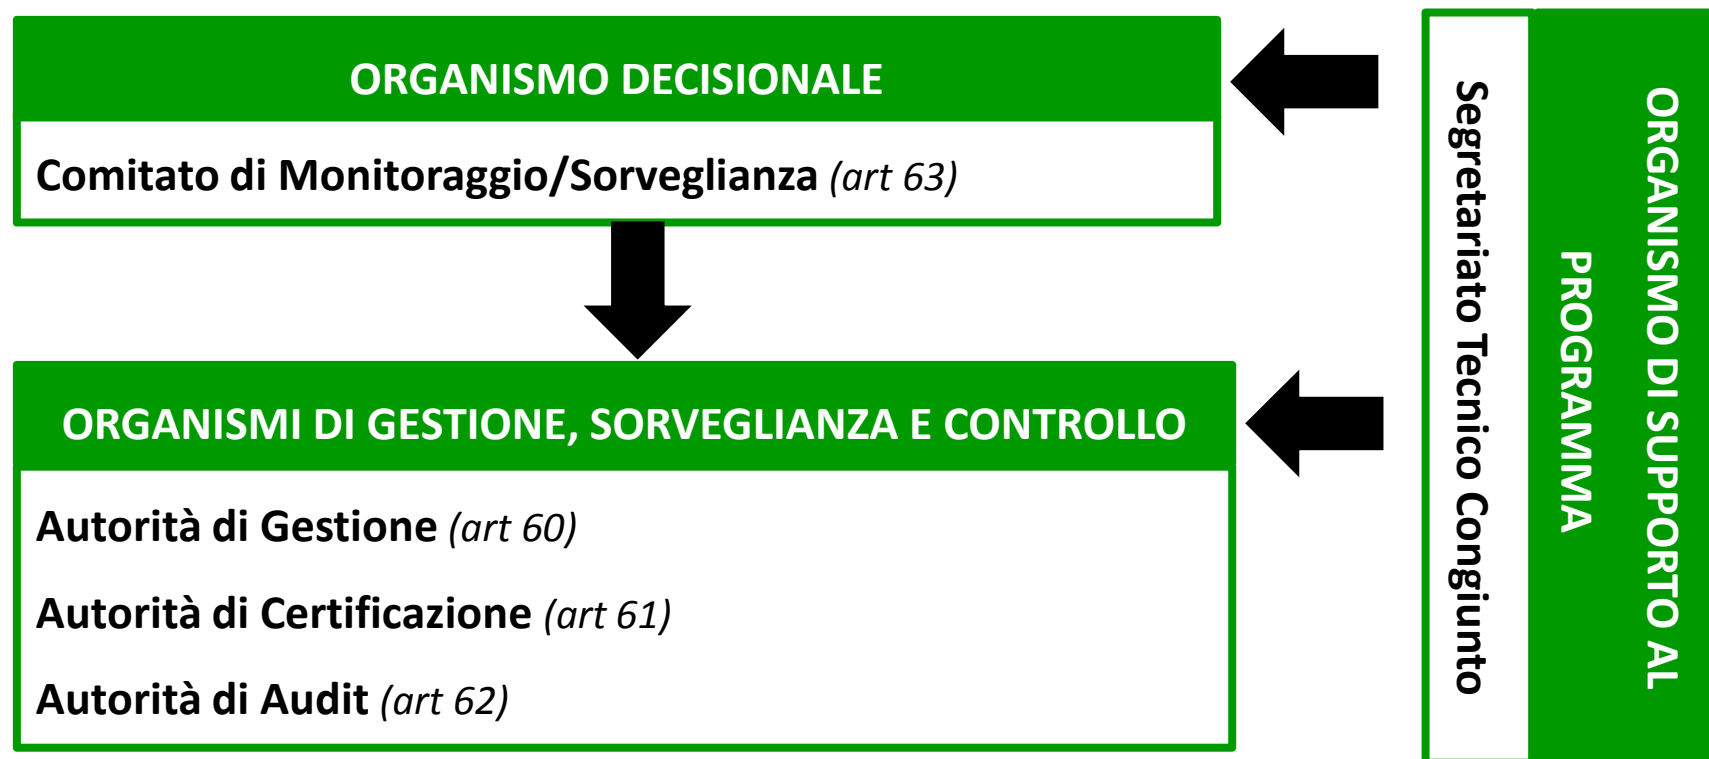 ORGANISMO DECISIONALE
Comitato di Monitoraggio/Sorveglianza (art 63)
ORGANISMI DI GESTIONE, SORVEGLIANZA E CONTROLLO
Autorità di Gestione (art 60)
Autorità di Certificazione (art 61)
Autorità di Audit (art 62)
ORGANISMO DI SUPPORTO AL
PROGRAMMA
Segretariato Tecnico Congiunto